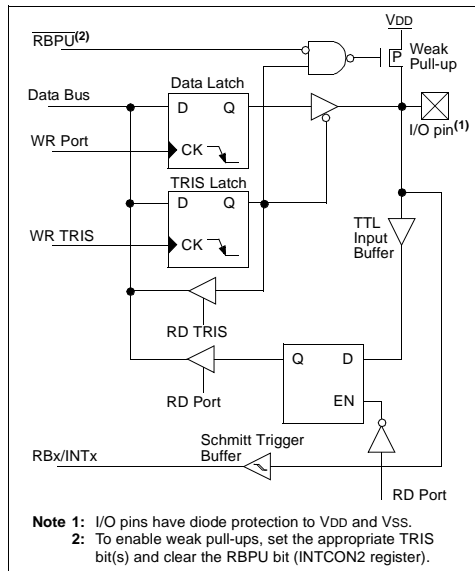 VDD
RBPU(2)
Weak
P
Pull-up
Data Latch
Data Bus
D Q
I/O pin(1)
WR Port
CK
TRIS Latch
D Q
TTL
Input
Buffer
WR TRIS
CK
RD TRIS
Q D
RD Port
EN
Schmitt Trigger
Buffer
RBx/INTx
RD Port
Note 1: I/O pins have diode protection to VDD and VSS.
2: To enable weak pull-ups, set the appropriate TRIS
bit(s) and clear the RBPU bit (INTCON2 register).